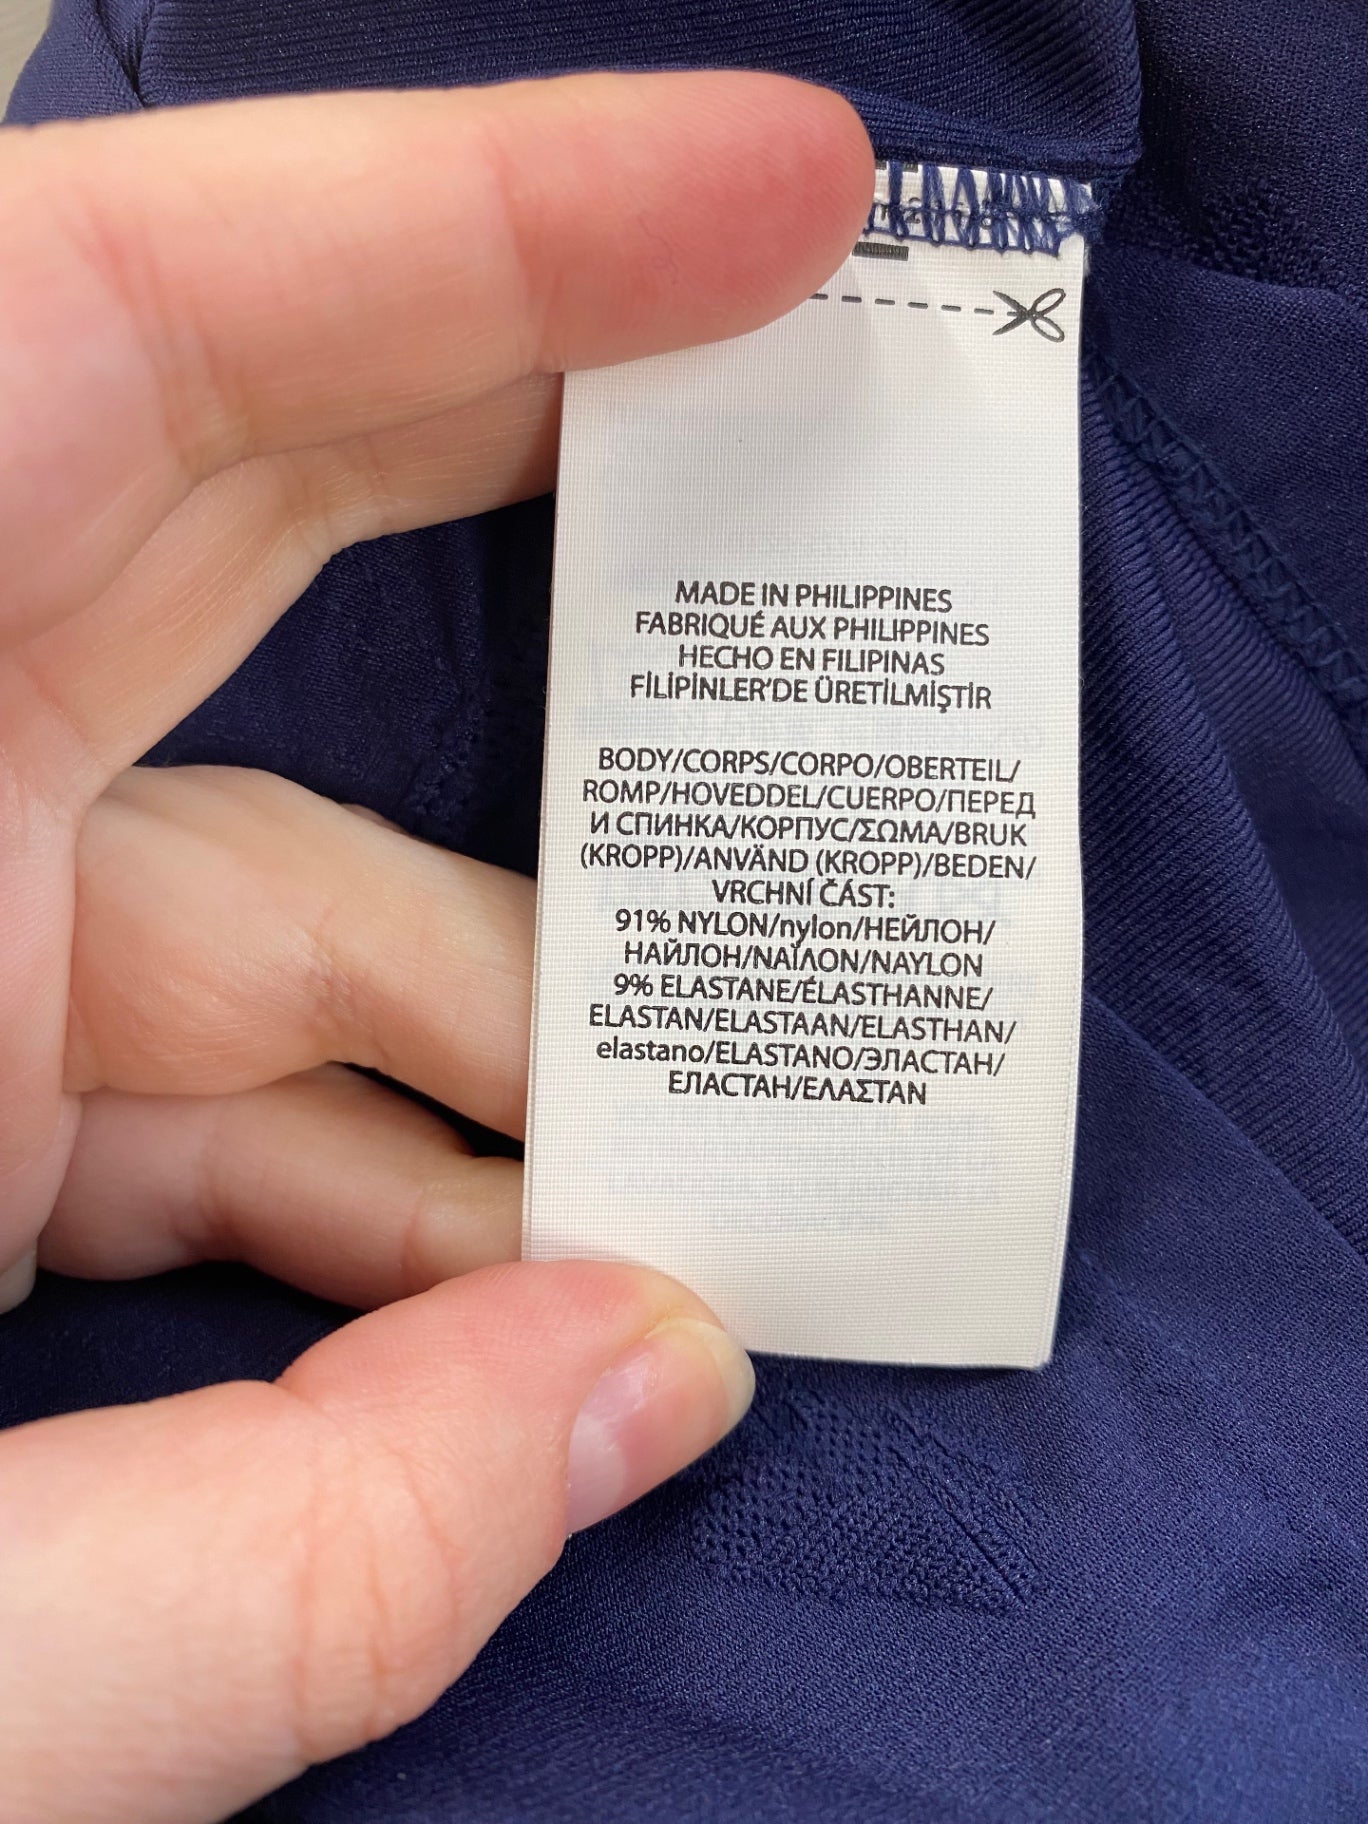 MADE IN PHILIPPINES
FABRIQUÉ AUX PHILIPPINES
HECHO EN FILIPINAS
FİLİPİNLER'DE ÜRETİLMİŞTİR
BODY/CORPS/CORPO/OBERTEIL/
ROMP/HOVEDDEL/CUERPO/ПЕРЕД
И СПИНКА/КОРПУС/ΣΩΜΑ/BRUK
(KROPP)/ANVÄND (KROPP)/BEDEN/
VRCHNÍ ČÁST:
91% NYLON/nylon/НЕЙЛОН/
НАЙЛОН/ΝΑΪΛΟΝ/NAYLON
9% ELASTANE/ÉLASTHANNE/
ELASTAN/ELASTAAN/ELASTHAN/
elastano/ELASTANO/ЭЛАСТАН/
ЕЛАСТАН/ΕΛΑΣΤΑΝ